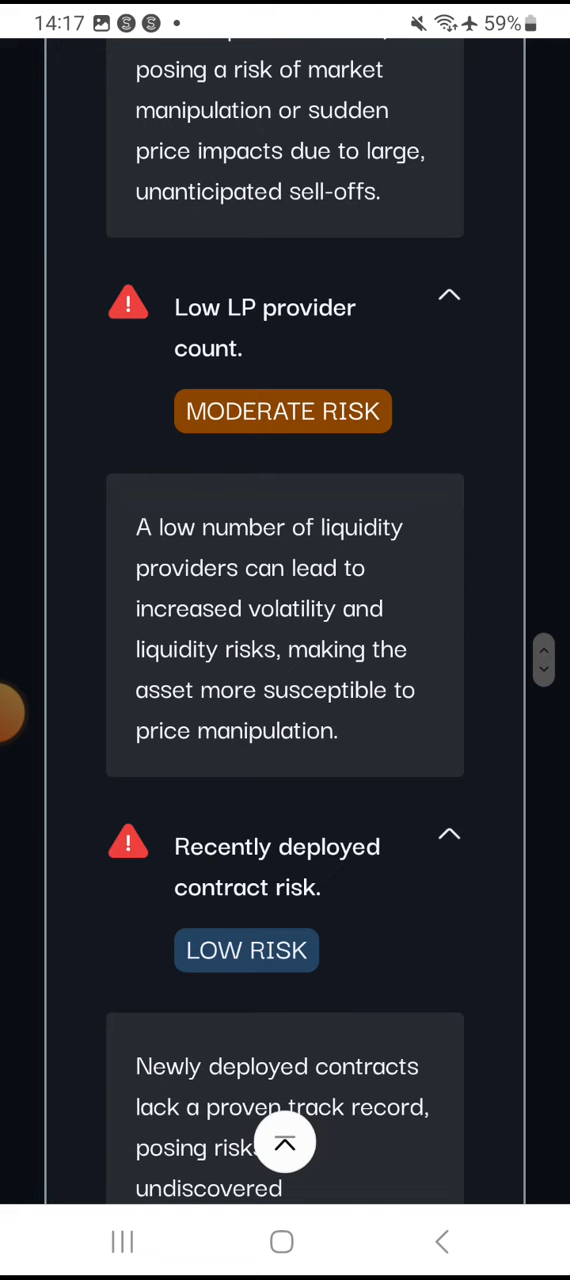 14:17
59%
posing a risk of market
manipulation or sudden
price impacts due to large,
unanticipated sell-offs.
Low LP provider
count.
MODERATE RISK
A low number of liquidity
providers can lead to
increased volatility and
liquidity risks, making the
asset more susceptible to
price manipulation.
Recently deployed
contract risk.
LOW RISK
Newly deployed contracts
lack a proven track record,
posing risk
undiscovered